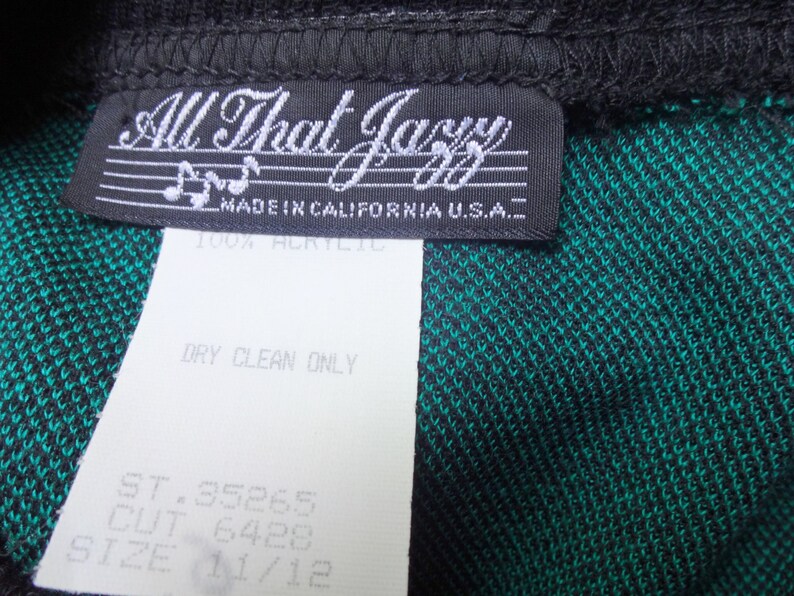 All That Jazz
MADE IN CALIFORNIA U.S.A.
100% ACRYLIC
DRY CLEAN ONLY
ST.35265
CUT 6428
SIZE 11/12